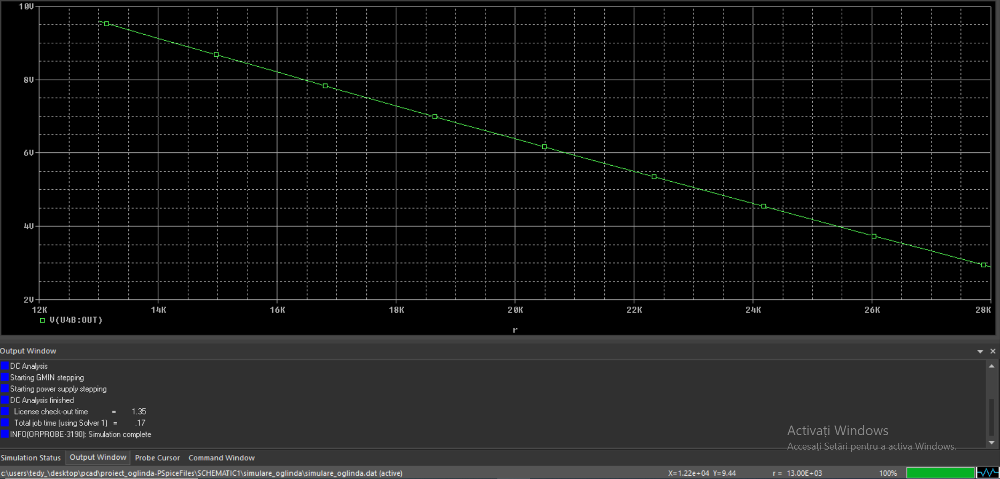 10V
8V
6V
4V
2V
12K 14K 16K 18K 20K 22K 24K 26K 28K
V(U4B:OUT)
r
Output Window
DC Analysis
Starting GMIN stepping
Starting power supply stepping
DC Analysis finished
License check-out time = 1.35
Total job time (using Solver 1) = .17
INFO(ORPROBE-3190): Simulation complete
Activați Windows
Accesați Setări pentru a activa Windows.
Simulation Status Output Window Probe Cursor Command Window
c:\users\tedy_\desktop\pcad\proiect_oglinda-PSpiceFiles\SCHEMATIC1\simulare_oglinda\simulare_oglinda.dat (active) X=1.22e+04 Y=9.44 r = 13.00E+03 100%